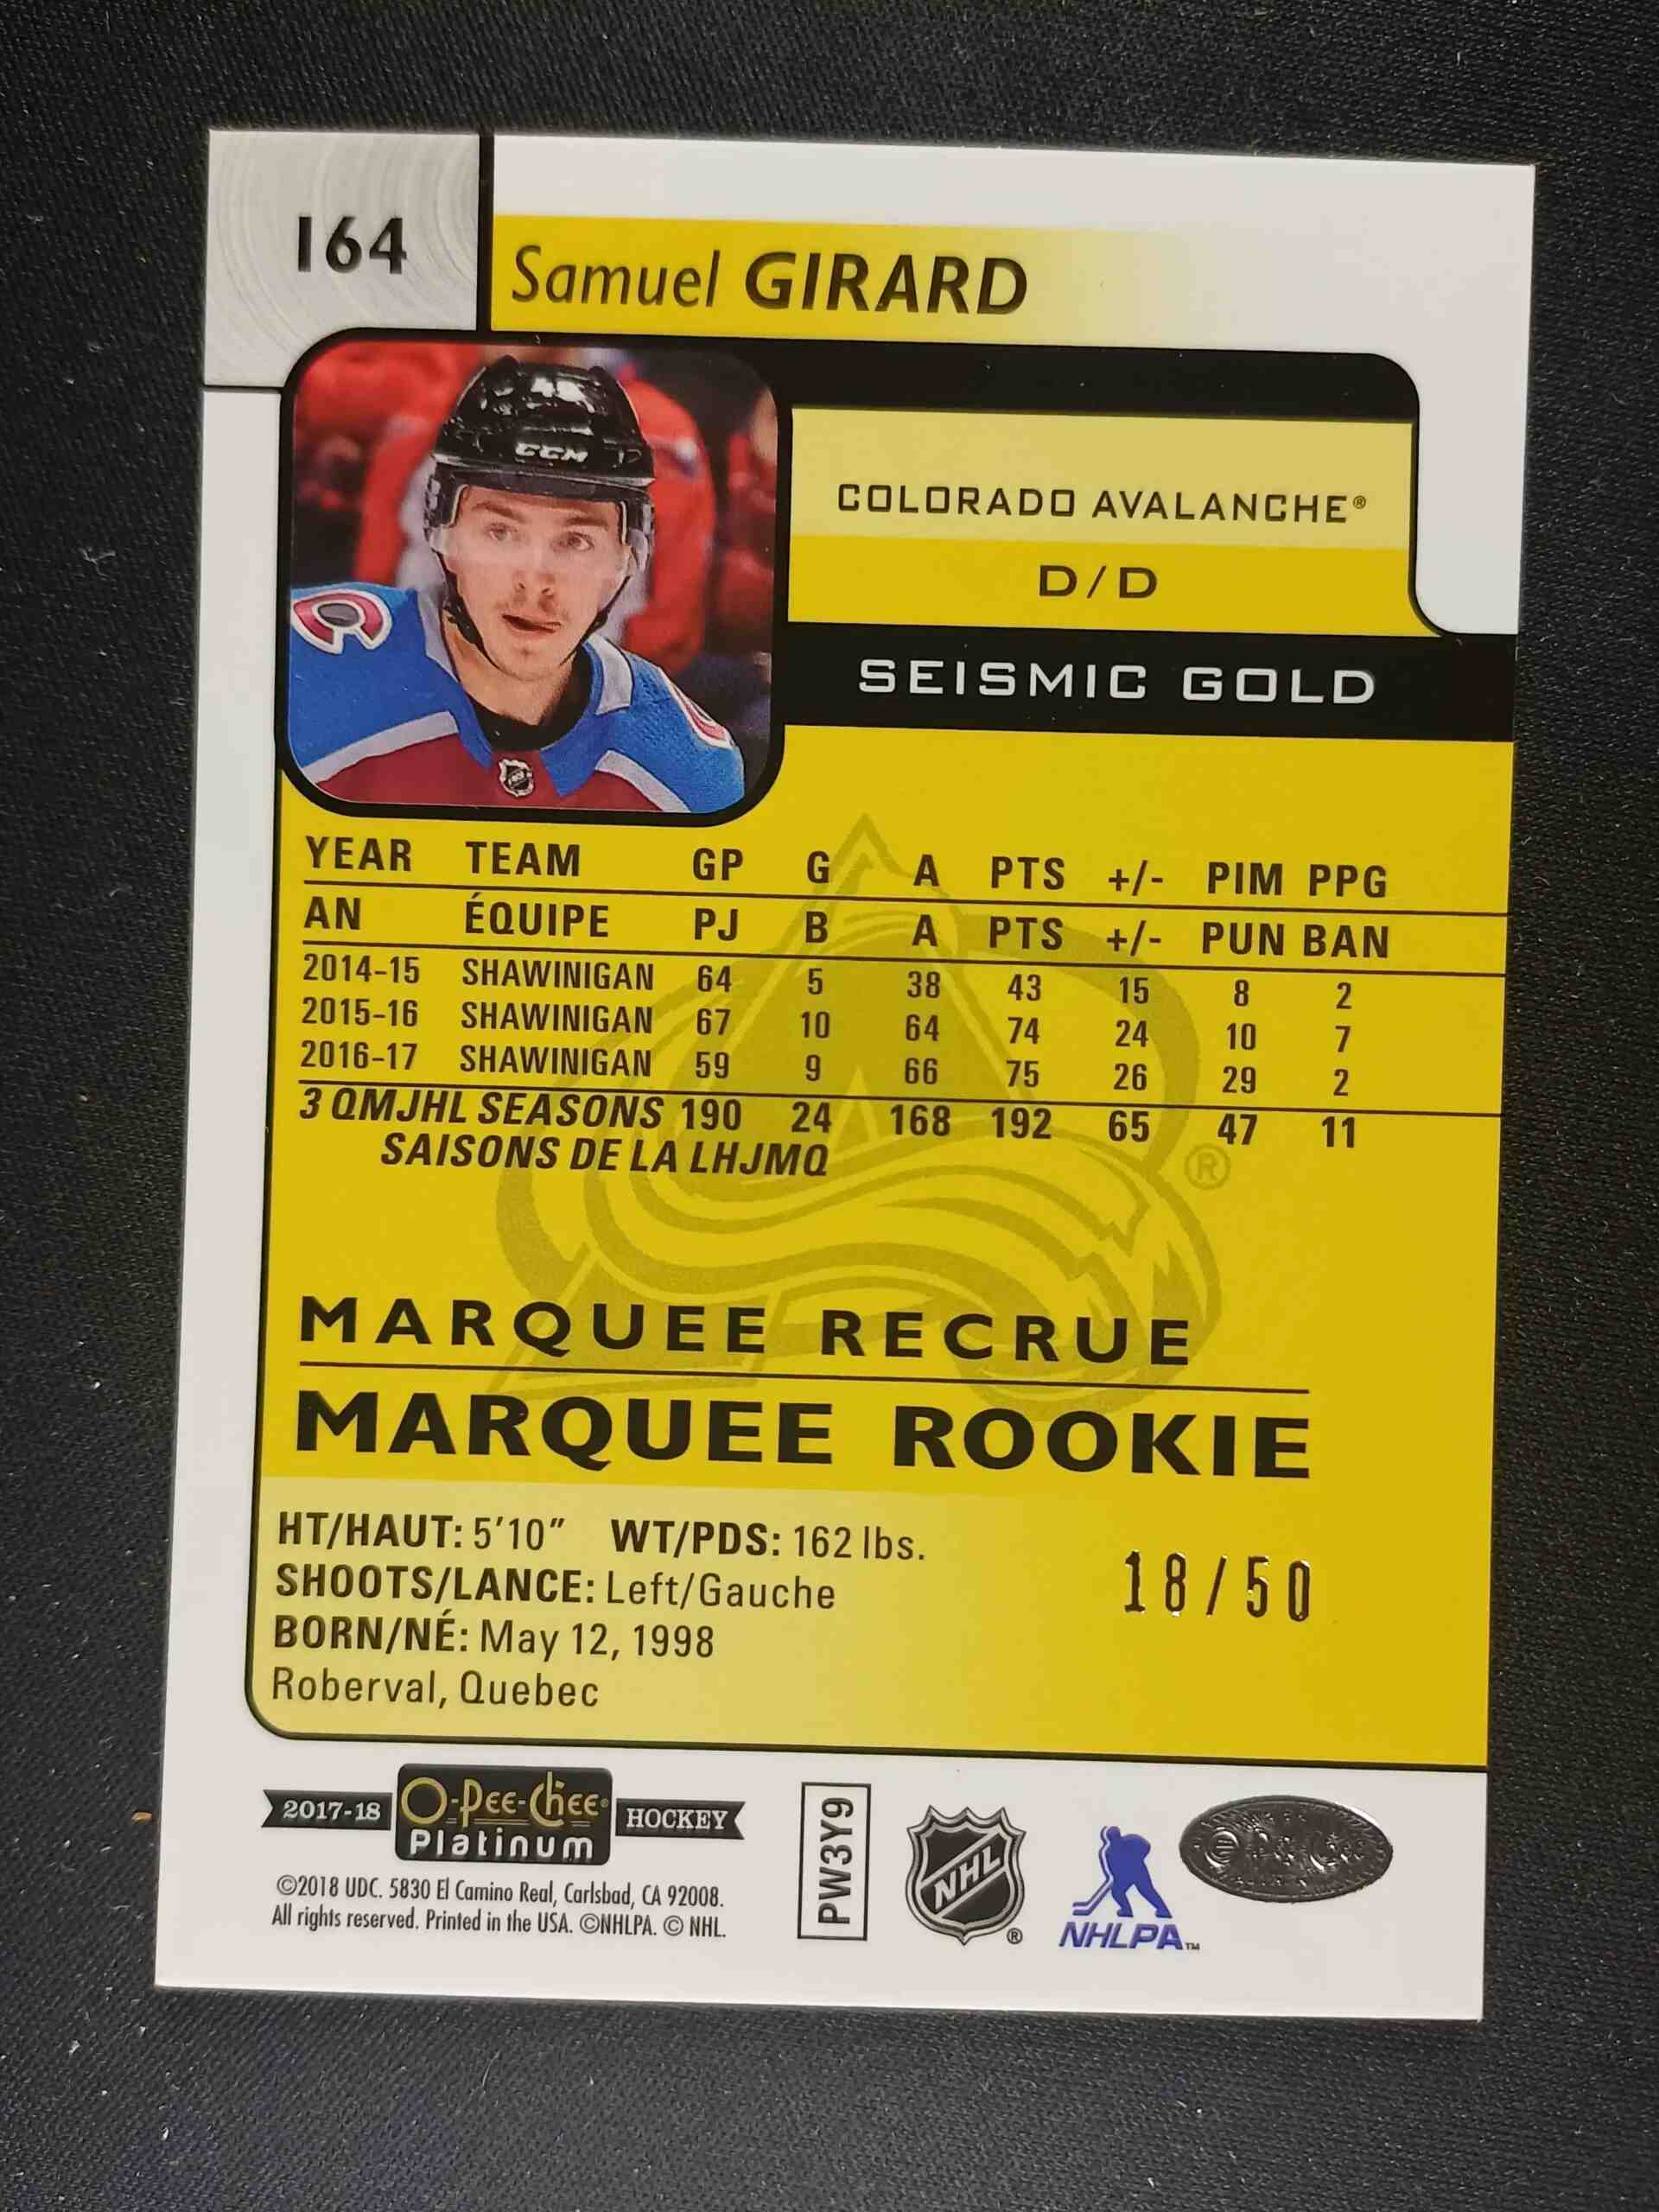 164
Samuel GIRARD
CCM
COLORADO AVALANCHE®
D/D
SEISMIC GOLD
YEAR TEAM GP G A PTS +/- PIM PPG
AN ÉQUIPE PJ B A PTS +/- PUN BAN
2014-15 SHAWINIGAN 64 5 38 43 15 8 2
2015-16 SHAWINIGAN 67 10 64 74 24 10 7
2016-17 SHAWINIGAN 59 9 66 75 26 29 2
3 QMJHL SEASONS 190 24 168 192 65 47 11
SAISONS DE LA LHJMQ
®
MARQUEE RECRUE
MARQUEE ROOKIE
HT/HAUT: 5'10" WT/PDS: 162 lbs.
SHOOTS/LANCE: Left/Gauche
BORN/NÉ: May 12, 1998
Roberval, Quebec
18/50
2017-18 O-Pee-Chee® Platinum HOCKEY
©2018 UDC. 5830 El Camino Real, Carlsbad, CA 92008.
All rights reserved. Printed in the USA. ©NHLPA. © NHL.
PW3Y9
NHL ®
NHLPA™